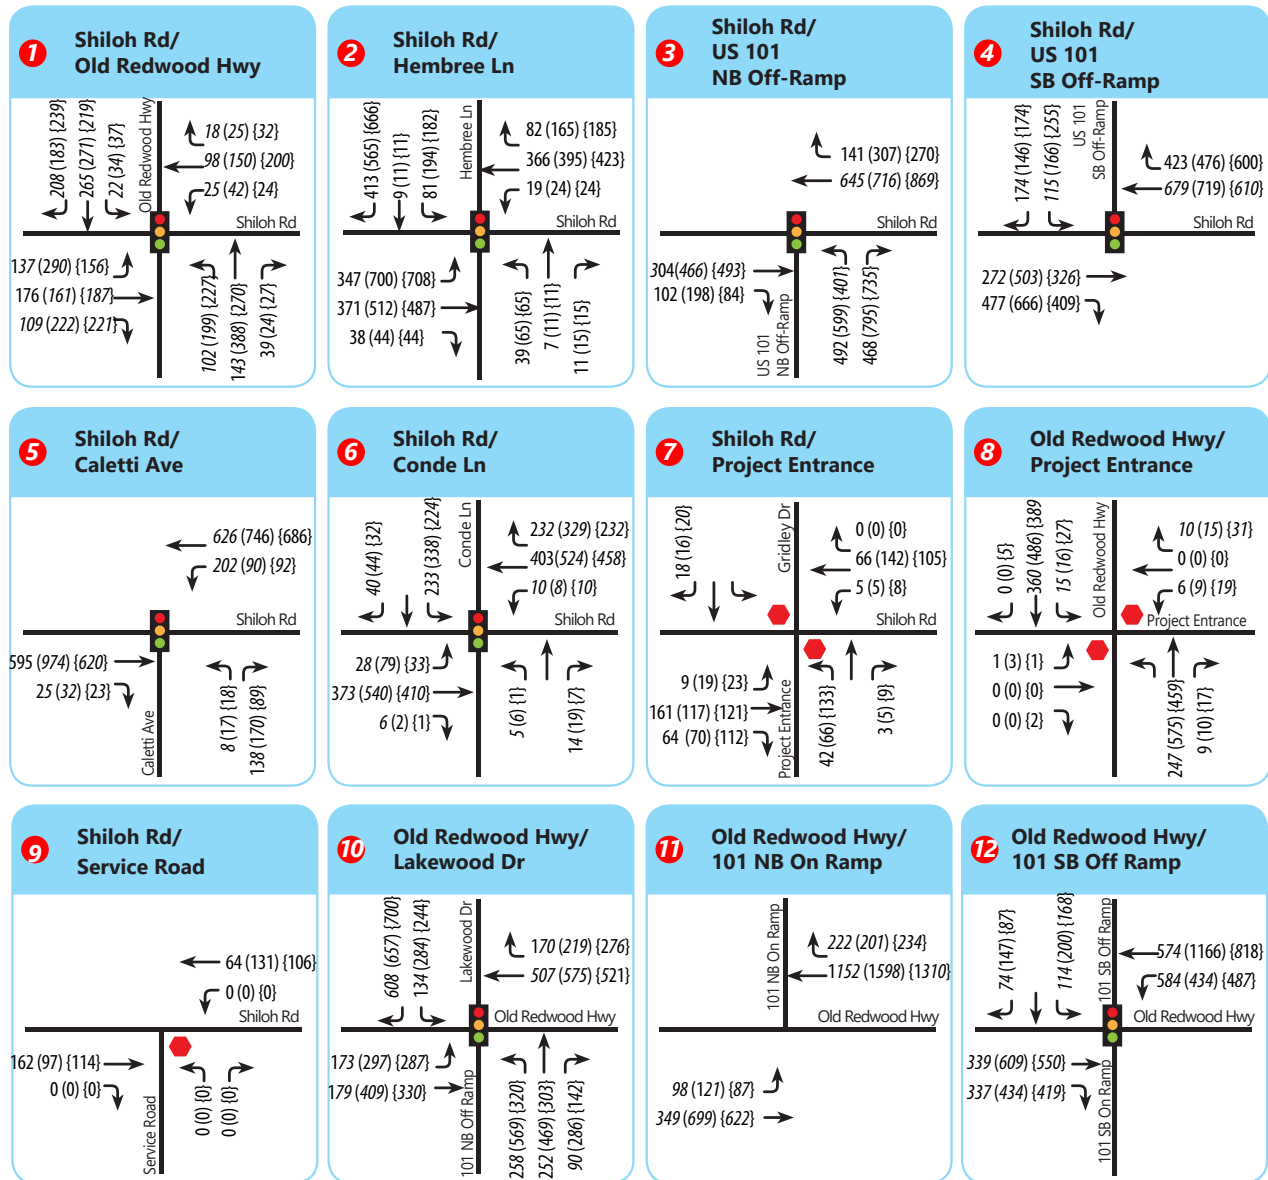 1
Shiloh Rd/
Old Redwood Hwy
208 (183) {239}
265 (271) {219}
22 (34) {37}
Old Redwood Hwy
18 (25) {32}
98 (150) {200}
25 (42) {24}
Shiloh Rd
137 (290) {156}
176 (161) {187}
109 (222) {221}
102 (199) {227}
143 (388) {270}
39 (24) {27}
2
Shiloh Rd/
Hembree Ln
413 (565) {666}
9 (11) {11}
81 (194) {182}
Hembree Ln
82 (165) {185}
366 (395) {423}
19 (24) {24}
Shiloh Rd
347 (700) {708}
371 (512) {487}
38 (44) {44}
39 (65) {65}
7 (11) {11}
11 (15) {15}
3
Shiloh Rd/
US 101
NB Off-Ramp
141 (307) {270}
645 (716) {869}
Shiloh Rd
304(466) {493}
102 (198) {84}
US 101
NB Off-Ramp
492 (599) {401}
468 (795) {735}
4
Shiloh Rd/
US 101
SB Off-Ramp
174 (146) {174}
115 (166) {255}
US 101
SB Off-Ramp
423 (476) {600}
679 (719) {610}
Shiloh Rd
272 (503) {326}
477 (666) {409}
5
Shiloh Rd/
Caletti Ave
626 (746) {686}
202 (90) {92}
Shiloh Rd
595 (974) {620}
25 (32) {23}
Caletti Ave
8 (17) {18}
138 (170) {89}
6
Shiloh Rd/
Conde Ln
40 (44) {32}
233 (338) {224}
Conde Ln
232 (329) {232}
403(524) {458}
10 (8) {10}
Shiloh Rd
28 (79) {33}
373 (540) {410}
6 (2) {1}
5 (6) {1}
14 (19) {7}
7
Shiloh Rd/
Project Entrance
18 (16) {20}
Gridley Dr
0 (0) {0}
66 (142) {105}
5 (5) {8}
Shiloh Rd
9 (19) {23}
161 (117) {121}
64 (70) {112}
Project Entrance
42 (66) {133}
3 (5) {9}
8
Old Redwood Hwy/
Project Entrance
0 (0) {5}
360 (486) {389
15 (16) {27}
Old Redwood Hwy
10 (15) {31}
0 (0) {0}
6 (9) {19}
Project Entrance
1 (3) {1}
0 (0) {0}
0 (0) {2}
247 (575) {459}
9 (10) {17}
9
Shiloh Rd/
Service Road
64 (131) {106}
0 (0) {0}
Shiloh Rd
162 (97) {114}
0 (0) {0}
Service Road
0 (0) {0}
0 (0) {0}
10
Old Redwood Hwy/
Lakewood Dr
608 (657) {700}
134 (284) {244}
Lakewood Dr
170 (219) {276}
507 (575) {521}
Old Redwood Hwy
173 (297) {287}
179 (409) {330}
101 NB Off Ramp
258 (569) {320}
252 (469) {303}
90 (286) {142}
11
Old Redwood Hwy/
101 NB On Ramp
101 NB On Ramp
222 (201) {234}
1152 (1598) {1310}
Old Redwood Hwy
98 (121) {87}
349 (699) {622}
12
Old Redwood Hwy/
101 SB Off Ramp
74 (147) {87}
114 (200) {168}
101 SB Off Ramp
574 (1166) {818}
584 (434) {487}
Old Redwood Hwy
339 (609) {550}
337 (434) {419}
101 SB On Ramp